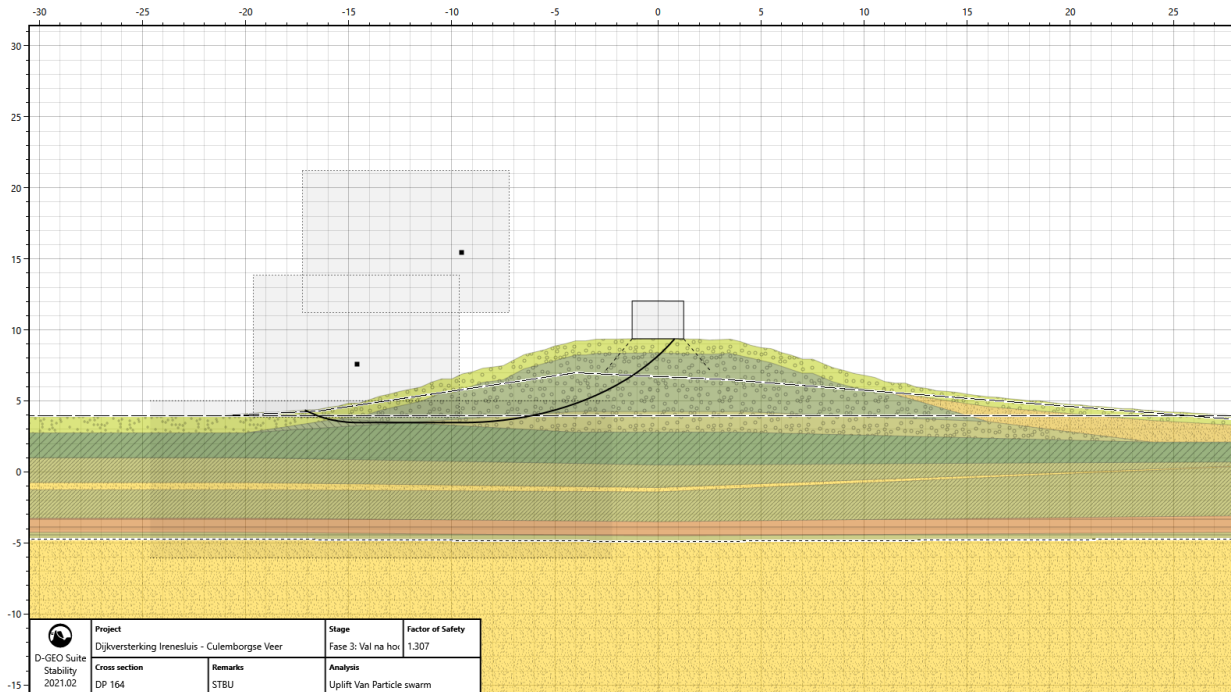 -30 -25 -20 -15 -10 -5 0 5 10 15 20 25
30
25
20
15
10
5
0
-5
-10
-15
D-GEO Suite
Stability
2021.02
Project
Dijkversterking Irenesluis - Culemborgse Veer
Stage
Fase 3: Val na
Factor of Safety
1.307
Cross section
DP 164
Remarks
STBU
Analysis
Uplift Van Particle swarm